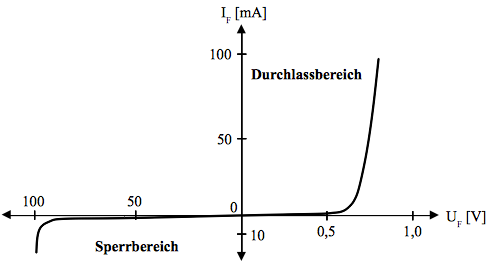 I_F [mA]
100
Durchlassbereich
50
100
50
0
0,5
1,0
U_F [V]
10
Sperrbereich